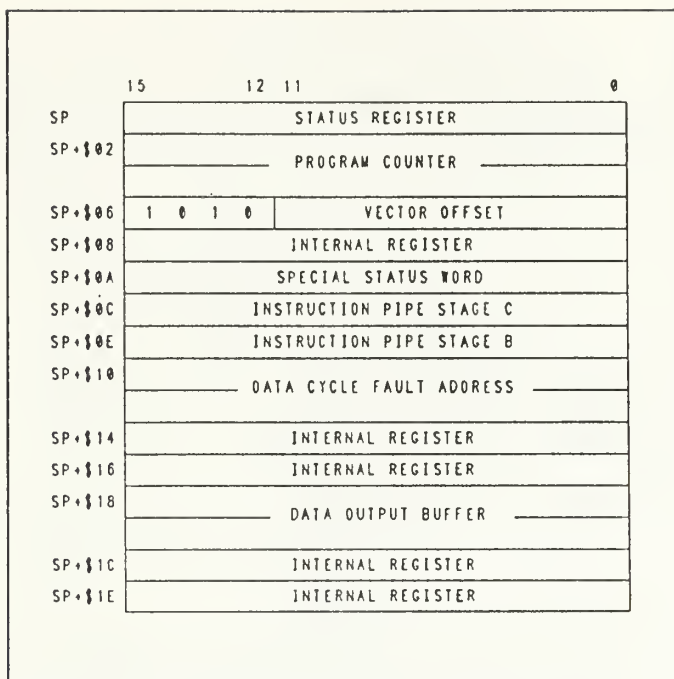 15 12 11 0
SP STATUS REGISTER
SP+$02 PROGRAM COUNTER
SP+$06 1 0 1 0 VECTOR OFFSET
SP+$08 INTERNAL REGISTER
SP+$0A SPECIAL STATUS WORD
SP+$0C INSTRUCTION PIPE STAGE C
SP+$0E INSTRUCTION PIPE STAGE B
SP+$10 DATA CYCLE FAULT ADDRESS
SP+$14 INTERNAL REGISTER
SP+$16 INTERNAL REGISTER
SP+$18 DATA OUTPUT BUFFER
SP+$1C INTERNAL REGISTER
SP+$1E INTERNAL REGISTER